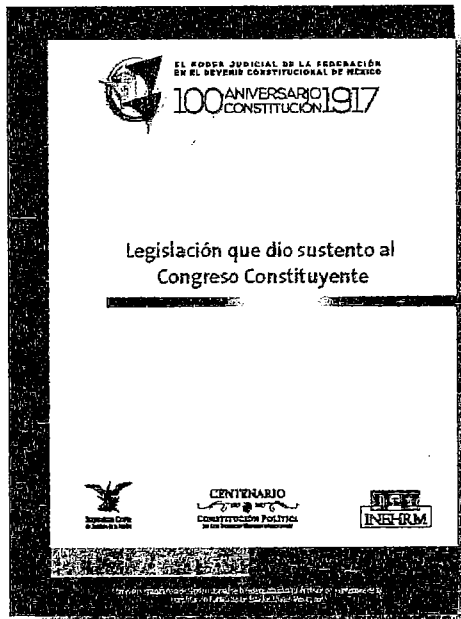 EL PODER JUDICIAL DE LA FEDERACIÓN
EN EL DEVENIR CONSTITUCIONAL DE MÉXICO
100 ANIVERSARIO CONSTITUCIÓN 1917
Legislación que dio sustento al
Congreso Constituyente
CENTENARIO
CONSTITUCIÓN POLÍTICA
INEHRM